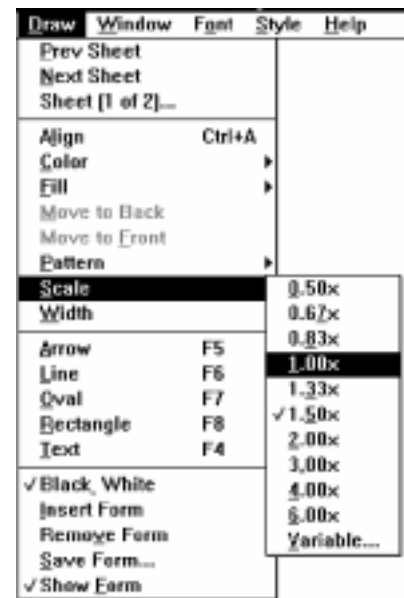 Draw Window Font Style Help
Prev Sheet
Next Sheet
Sheet [1 of 2]...
Align Ctrl+A
Color
Fill
Move to Back
Move to Front
Pattern
Scale
Width
Arrow F5
Line F6
Oval F7
Rectangle F8
Text F4
√ Black, White
Insert Form
Remove Form
Save Form...
√ Show Form
0.50x
0.67x
0.83x
1.00x
1.33x
√ 1.50x
2.00x
3.00x
4.00x
6.00x
Variable...